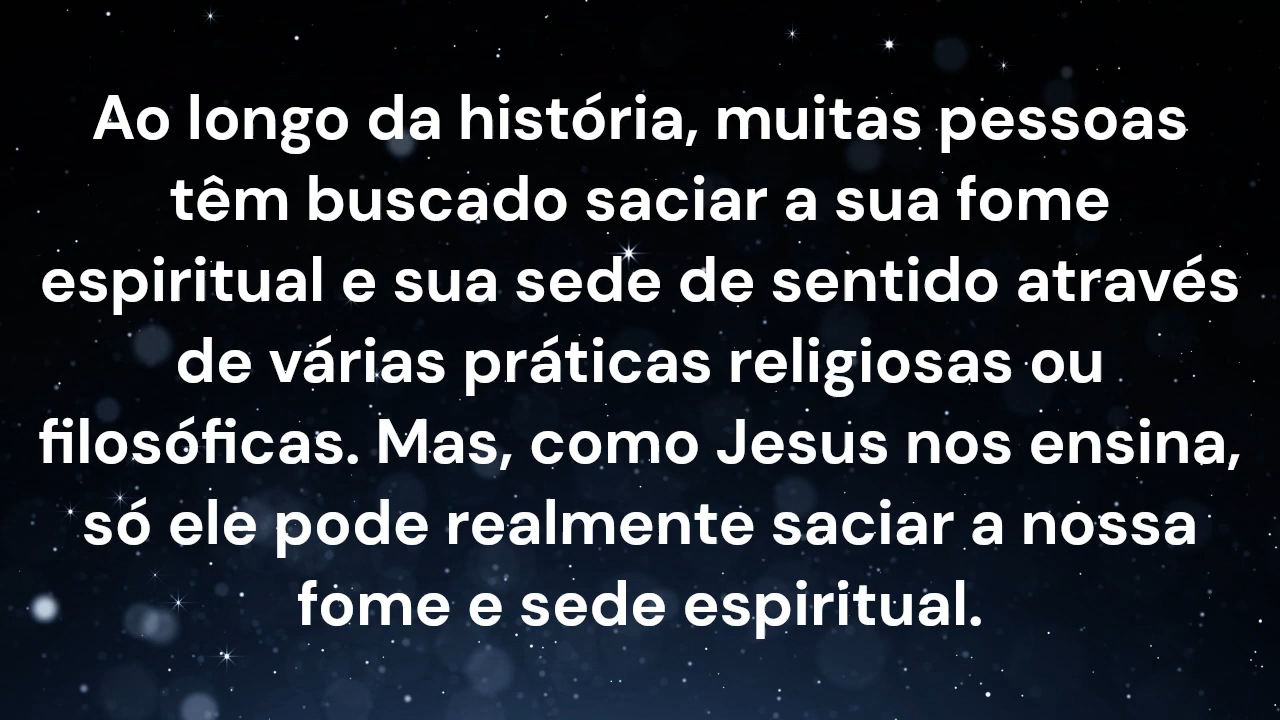 Ao longo da história, muitas pessoas
têm buscado saciar a sua fome
espiritual e sua sede de sentido através
de várias práticas religiosas ou
filosóficas. Mas, como Jesus nos ensina,
só ele pode realmente saciar a nossa
fome e sede espiritual.